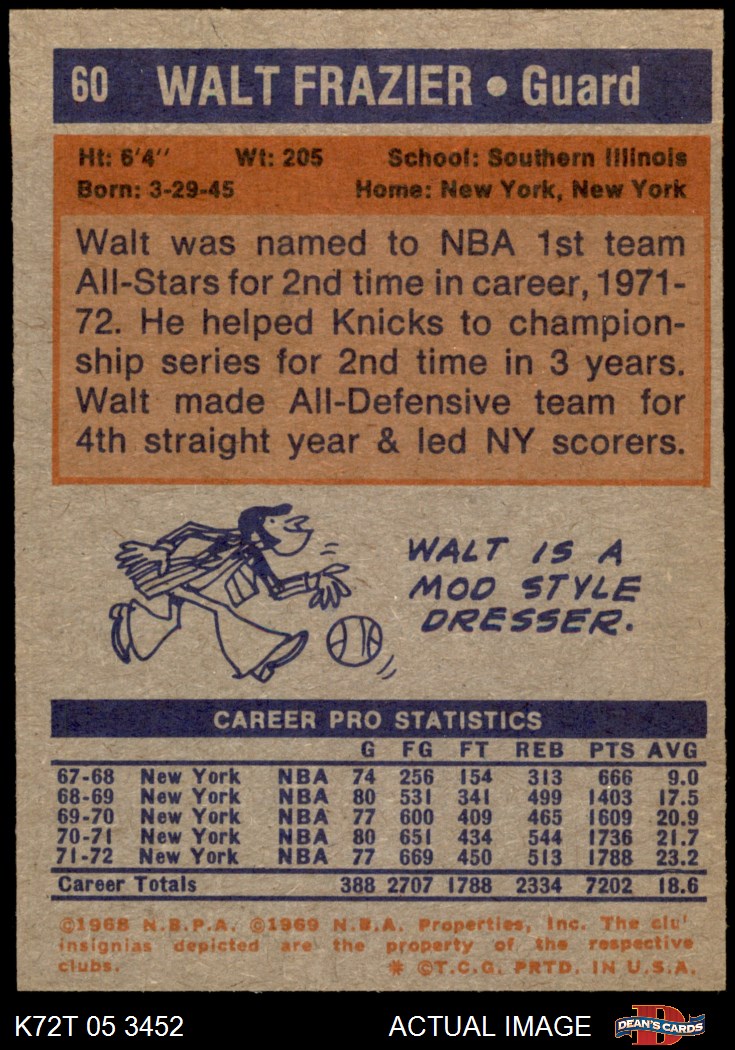 60 WALT FRAZIER • Guard
Ht: 6'4'' Wt: 205 School: Southern Illinois
Born: 3-29-45 Home: New York, New York
Walt was named to NBA 1st team
All-Stars for 2nd time in career, 1971-
72. He helped Knicks to champion-
ship series for 2nd time in 3 years.
Walt made All-Defensive team for
4th straight year & led NY scorers.
WALT IS A
MOD STYLE
DRESSER.
CAREER PRO STATISTICS
G FG FT REB PTS AVG
67-68 New York NBA 74 256 154 313 666 9.0
68-69 New York NBA 80 531 341 499 1403 17.5
69-70 New York NBA 77 600 409 465 1609 20.9
70-71 New York NBA 80 651 434 544 1736 21.7
71-72 New York NBA 77 669 450 513 1788 23.2
Career Totals 388 2707 1788 2334 7202 18.6
©1968 N.B.P.A. ©1969 N.B.A. Properties, Inc. The clu'
insignias depicted are the property of the respective
clubs. * ©T.C.G. PRTD. IN U.S.A.
K72T 05 3452 ACTUAL IMAGE D DEAN'S CARDS